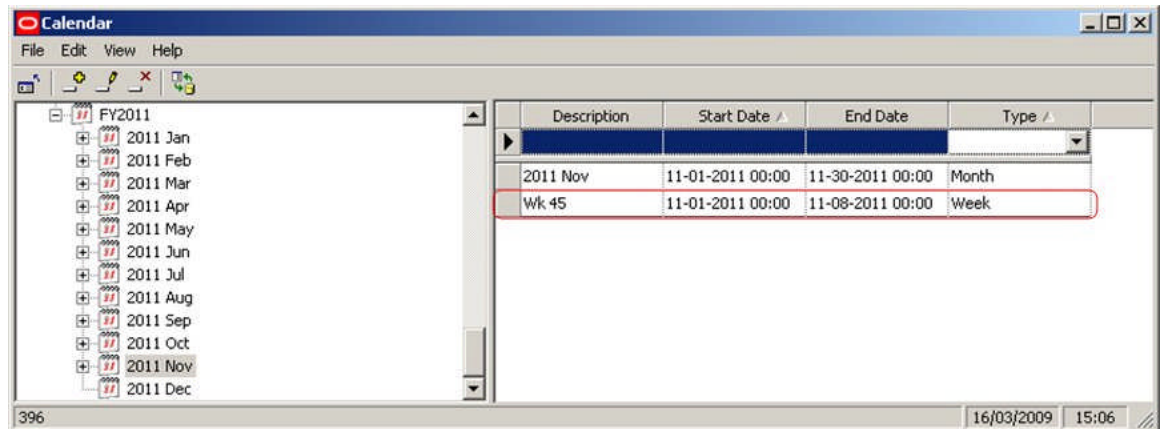 Calendar
File Edit View Help
FY2011
2011 Jan
2011 Feb
2011 Mar
2011 Apr
2011 May
2011 Jun
2011 Jul
2011 Aug
2011 Sep
2011 Oct
2011 Nov
2011 Dec
Description Start Date End Date Type
2011 Nov 11-01-2011 00:00 11-30-2011 00:00 Month
Wk 45 11-01-2011 00:00 11-08-2011 00:00 Week
396 16/03/2009 15:06